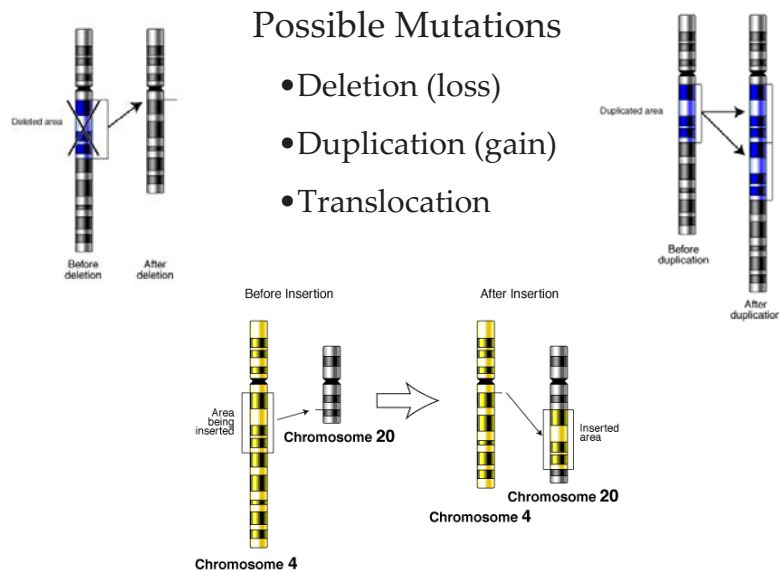 Possible Mutations
•Deletion (loss)
•Duplication (gain)
•Translocation
Deleted area
Before
deletion
After
deletion
Duplicated area
Before
duplication
After
duplication
Before Insertion
After Insertion
Area
being
inserted
Chromosome 20
Chromosome 4
Inserted
area
Chromosome 20
Chromosome 4